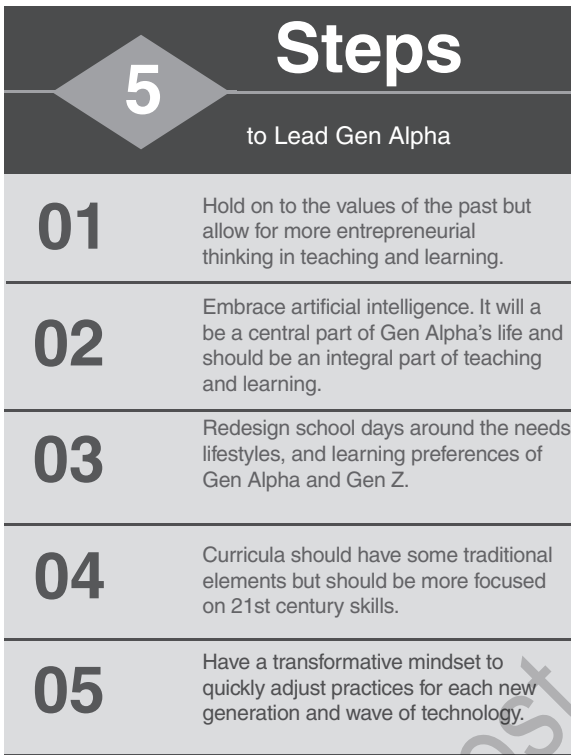 5
Steps
to Lead Gen Alpha
01
Hold on to the values of the past but
allow for more entrepreneurial
thinking in teaching and learning.
02
Embrace artificial intelligence. It will a
be a central part of Gen Alpha's life and
should be an integral part of teaching
and learning.
03
Redesign school days around the needs
lifestyles, and learning preferences of
Gen Alpha and Gen Z.
04
Curricula should have some traditional
elements but should be more focused
on 21st century skills.
05
Have a transformative mindset to
quickly adjust practices for each new
generation and wave of technology.